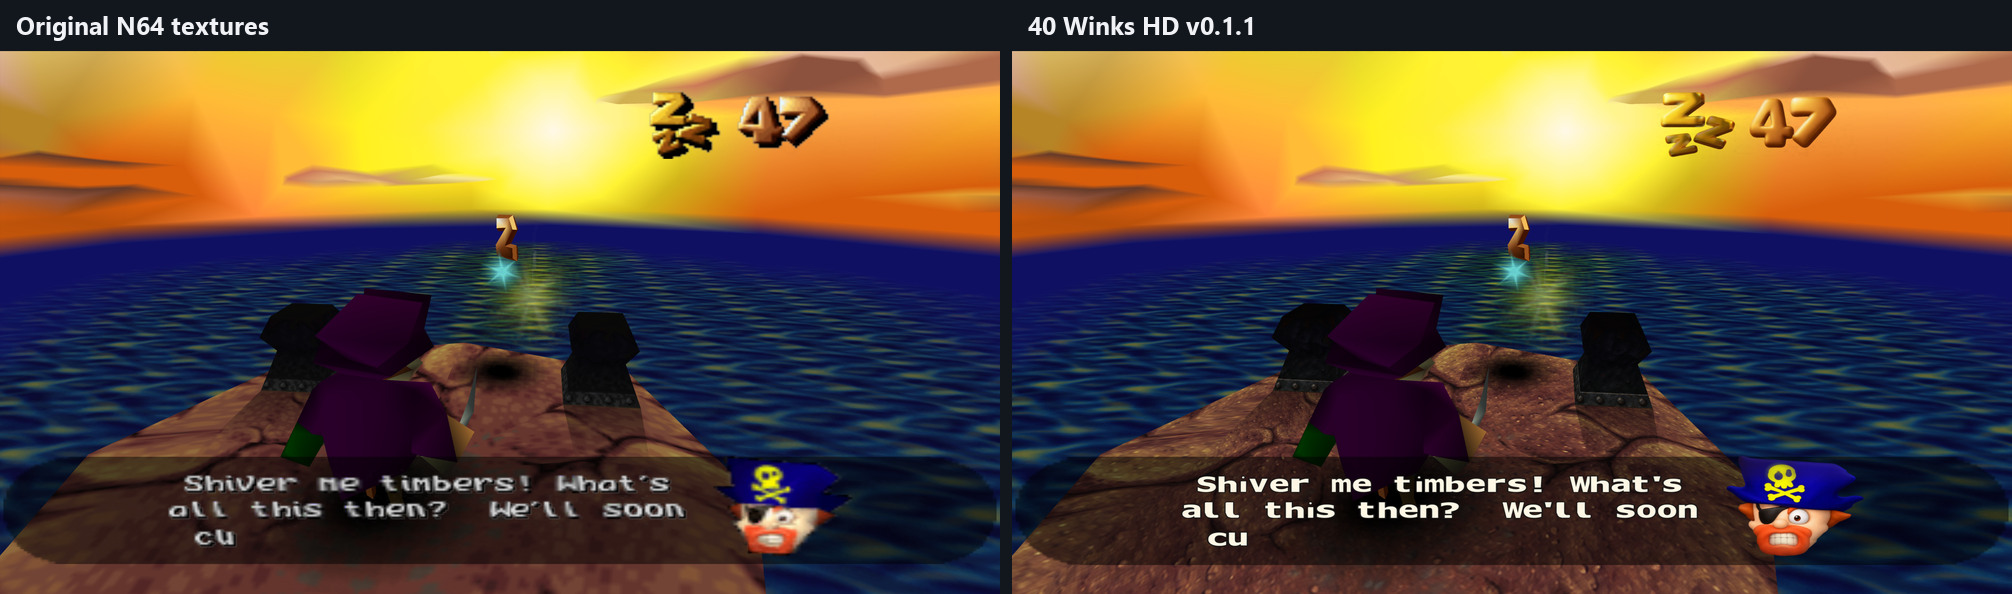 Original N64 textures
47
Shiver me timbers! What's
all this then?  We'll soon
cu
40 Winks HD v0.1.1
47
Shiver me timbers! What's
all this then?  We'll soon
cu